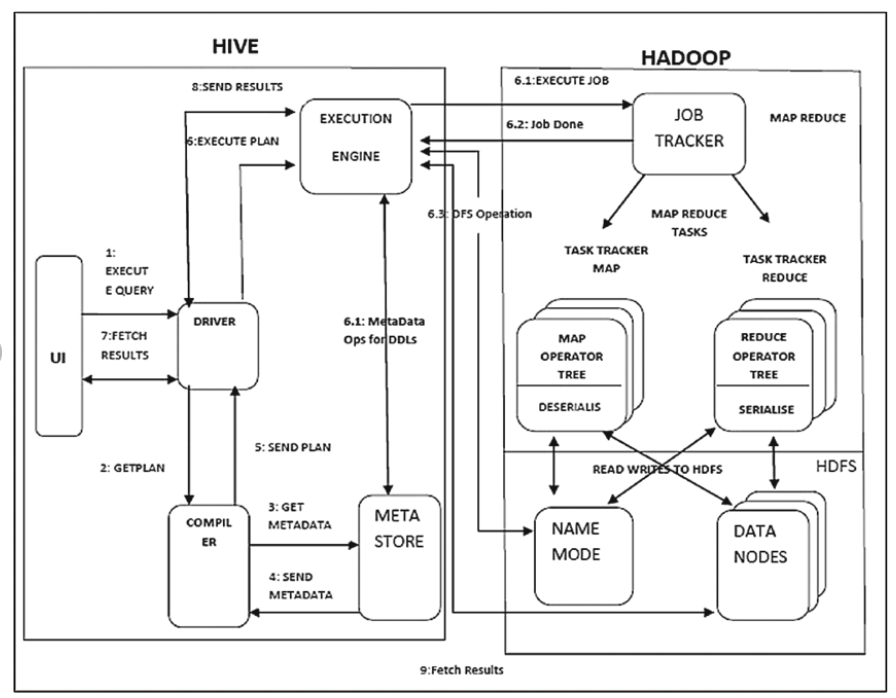 HIVE
HADOOP
8:SEND RESULTS
EXECUTION
ENGINE
6:EXECUTE PLAN
6.1:EXECUTE JOB
6.2: Job Done
JOB
TRACKER
MAP REDUCE
6.3: DFS Operation
MAP REDUCE
TASKS
TASK TRACKER
MAP
TASK TRACKER
REDUCE
1:
EXECUT
E QUERY
DRIVER
UI
7:FETCH
RESULTS
6.1: MetaData
Ops for DDLs
MAP
OPERATOR
TREE
DESERIALIS
REDUCE
OPERATOR
TREE
SERIALISE
2: GETPLAN
5: SEND PLAN
READ WRITES TO HDFS
HDFS
COMPIL
ER
3: GET
METADATA
4: SEND
METADATA
META
STORE
NAME
MODE
DATA
NODES
9:Fetch Results